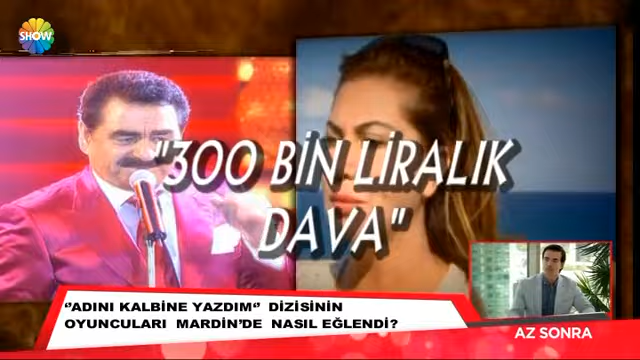 SHOW
"300 BİN LİRALIK
DAVA"
‘’ADINI KALBİNE YAZDIM‘’ DİZİSİNİN
OYUNCULARI MARDİN’DE NASIL EĞLENDİ?
AZ SONRA